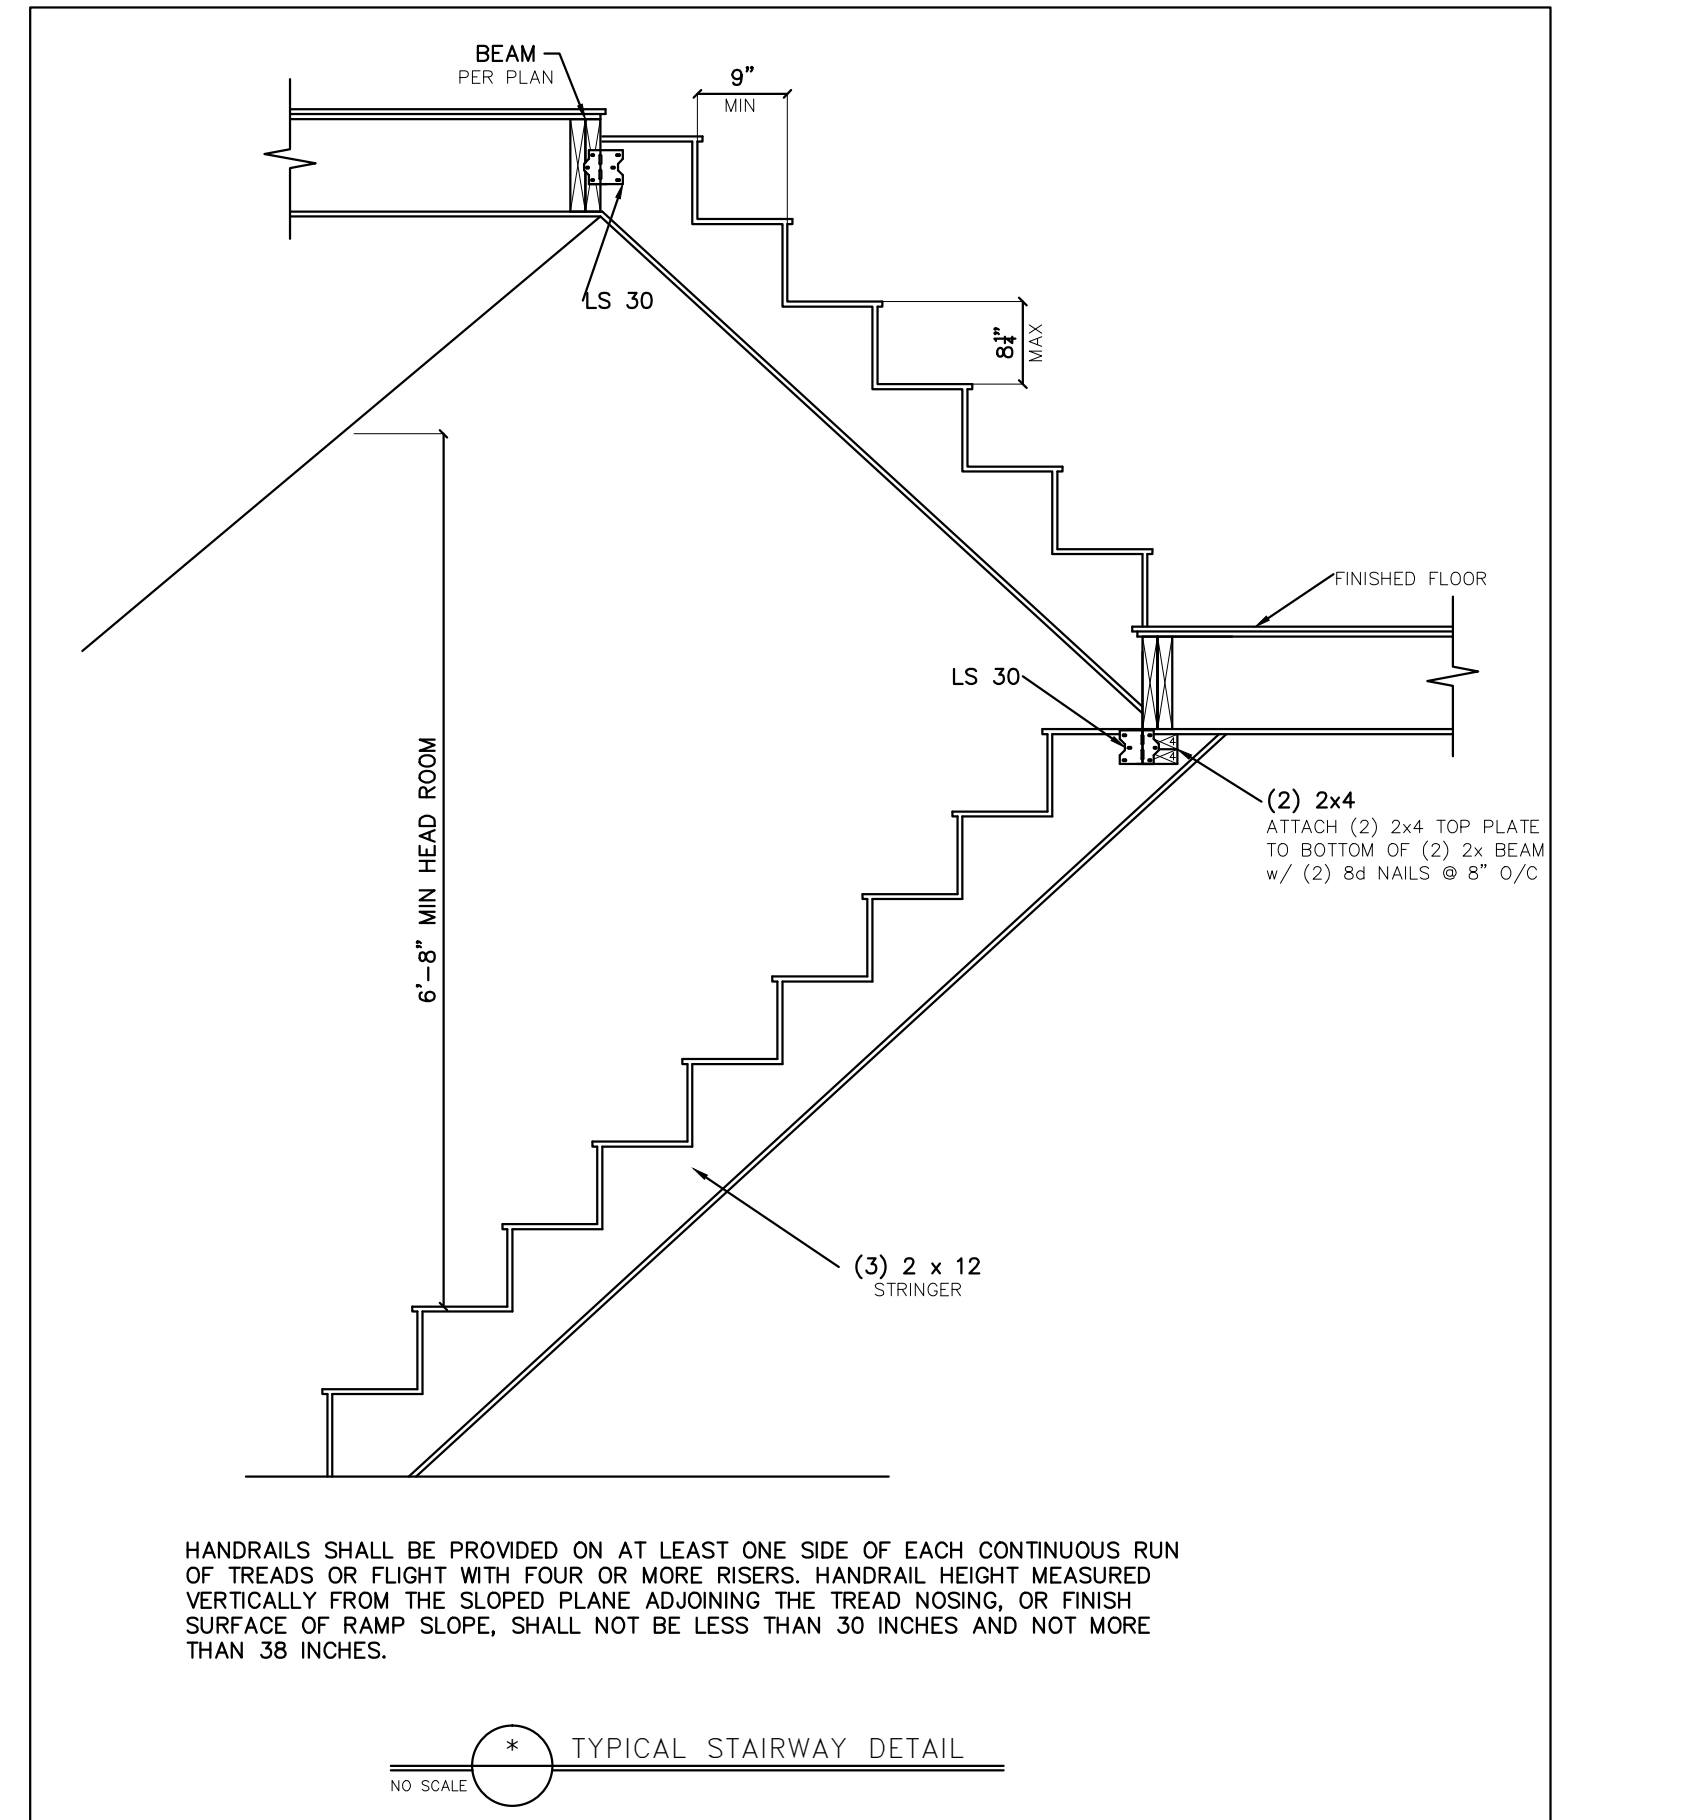 BEAM
PER PLAN
9"
MIN
LS 30
8 1/4"
MAX
FINISHED FLOOR
LS 30
6'-8" MIN HEAD ROOM
(2) 2x4
ATTACH (2) 2x4 TOP PLATE
TO BOTTOM OF (2) 2x BEAM
w/ (2) 8d NAILS @ 8" O/C
(3) 2 x 12
STRINGER
HANDRAILS SHALL BE PROVIDED ON AT LEAST ONE SIDE OF EACH CONTINUOUS RUN
OF TREADS OR FLIGHT WITH FOUR OR MORE RISERS. HANDRAIL HEIGHT MEASURED
VERTICALLY FROM THE SLOPED PLANE ADJOINING THE TREAD NOSING, OR FINISH
SURFACE OF RAMP SLOPE, SHALL NOT BE LESS THAN 30 INCHES AND NOT MORE
THAN 38 INCHES.
* TYPICAL STAIRWAY DETAIL
NO SCALE